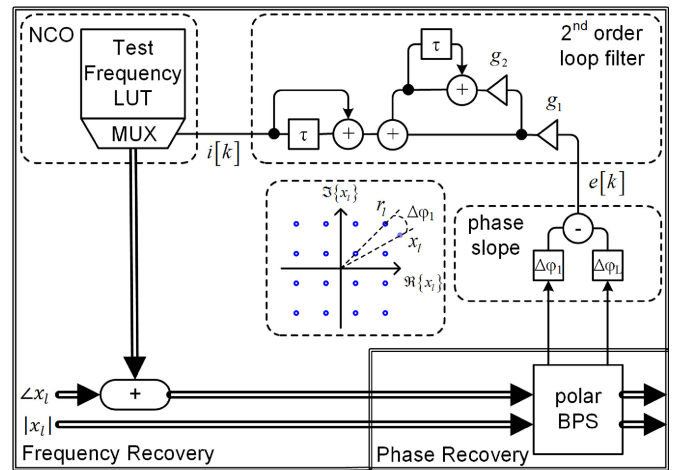 NCO
Test
Frequency
LUT
MUX
i[k]
2nd order
loop filter
τ
g2
+
g1
τ
+
+
e[k]
ℑ{xl}
rl
Δφ1
xl
ℜ{xl}
phase
slope
-
Δφ1
ΔφL
∠xl
+
|xl|
polar
BPS
Frequency Recovery
Phase Recovery